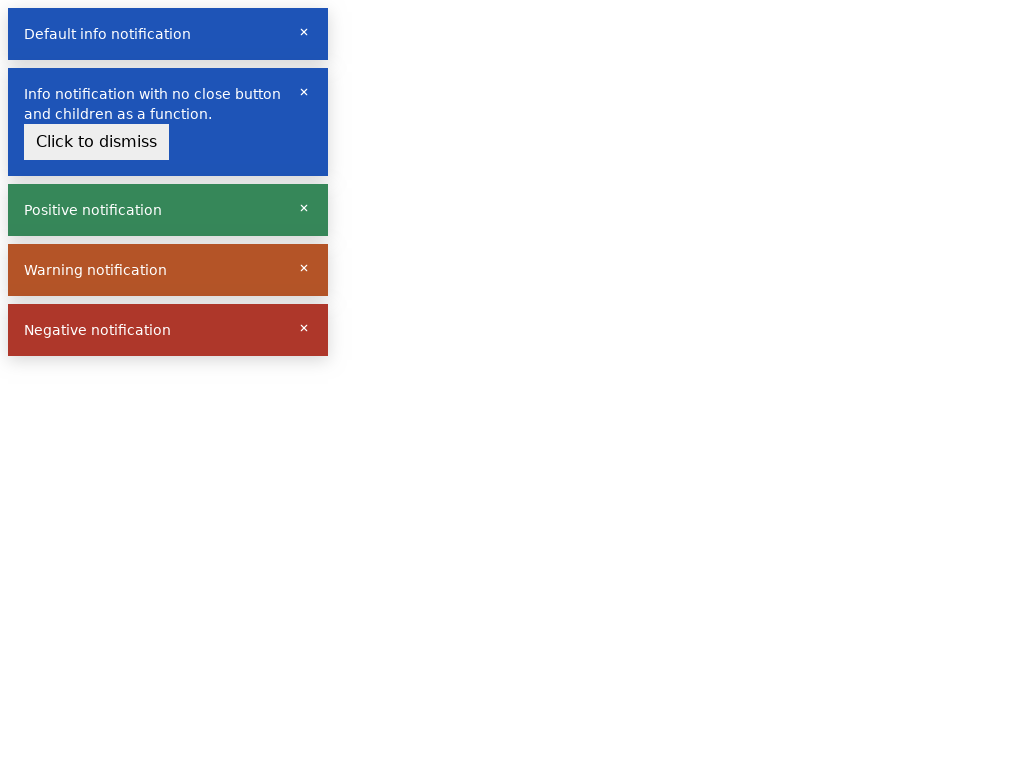 Default info notification ×
Info notification with no close button ×
and children as a function.
Click to dismiss
Positive notification ×
Warning notification ×
Negative notification ×